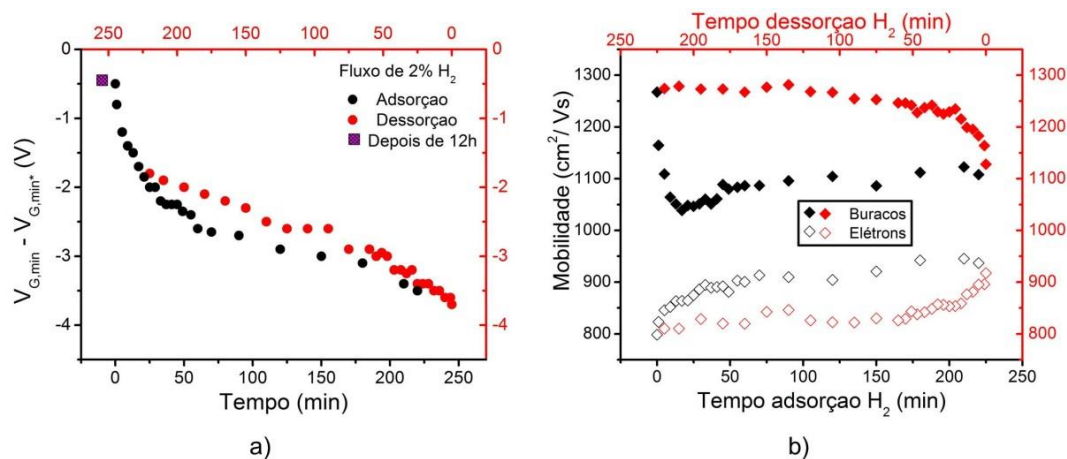 250 200 150 100 50 0
0
-1
-2
-3
-4
0
-1
-2
-3
-4
V_G,min - V_G,min* (V)
Fluxo de 2% H₂
Adsorçao
Dessorçao
Depois de 12h
0 50 100 150 200 250
Tempo (min)
a)
Tempo dessorçao H₂ (min)
250 200 150 100 50 0
1300
1200
1100
1000
900
800
1300
1200
1100
1000
900
800
Mobilidade (cm²/ Vs)
Buracos
Elétrons
0 50 100 150 200
Tempo adsorçao H₂ (min)
b)